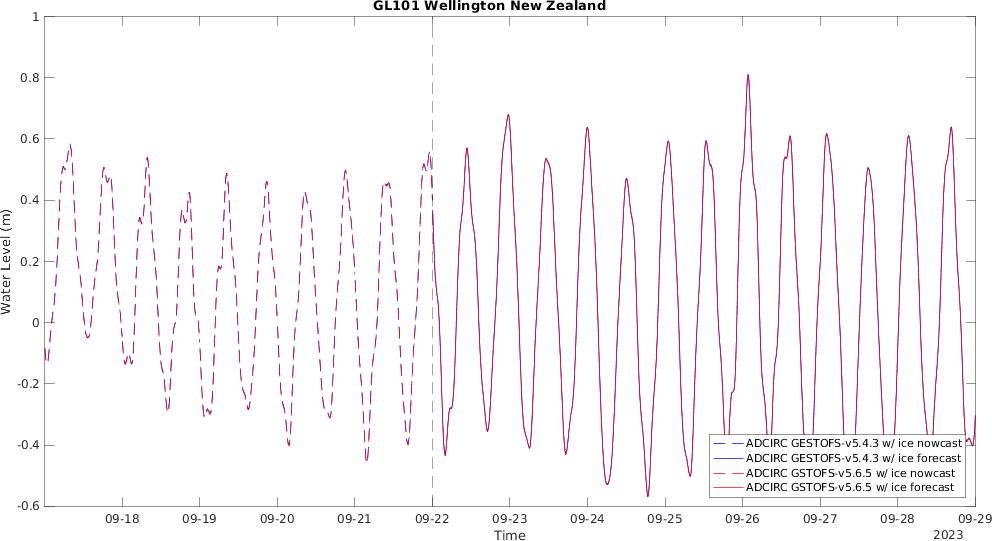 GL101 Wellington New Zealand
1
0.8
0.6
0.4
0.2
0
-0.2
-0.4
-0.6
Water Level (m)
ADCIRC GESTOFS-v5.4.3 w/ ice nowcast
ADCIRC GESTOFS-v5.4.3 w/ ice forecast
ADCIRC GSTOFS-v5.6.5 w/ ice nowcast
ADCIRC GSTOFS-v5.6.5 w/ ice forecast
09-18 09-19 09-20 09-21 09-22 09-23 09-24 09-25 09-26 09-27 09-28 09-29
Time
2023